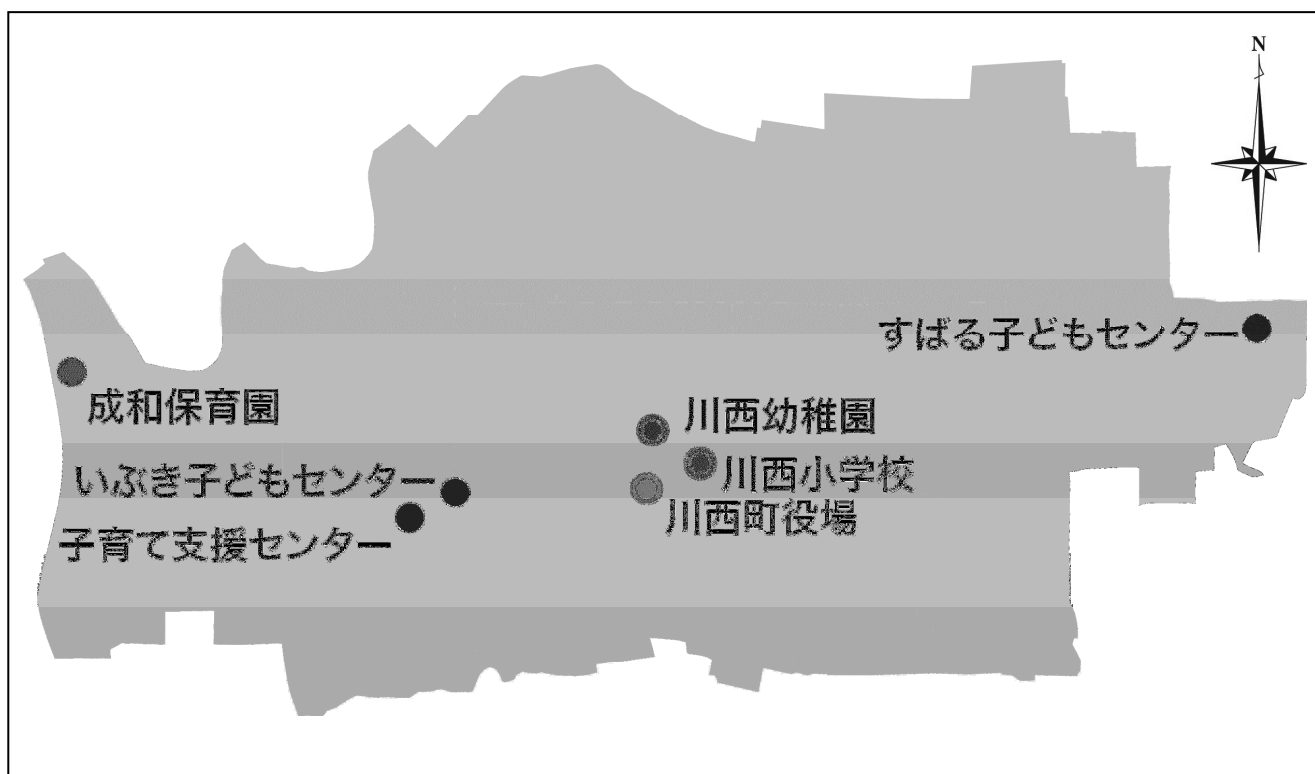 N
すばる子どもセンター
成和保育園
川西幼稚園
いぶき子どもセンター
川西小学校
川西町役場
子育て支援センター